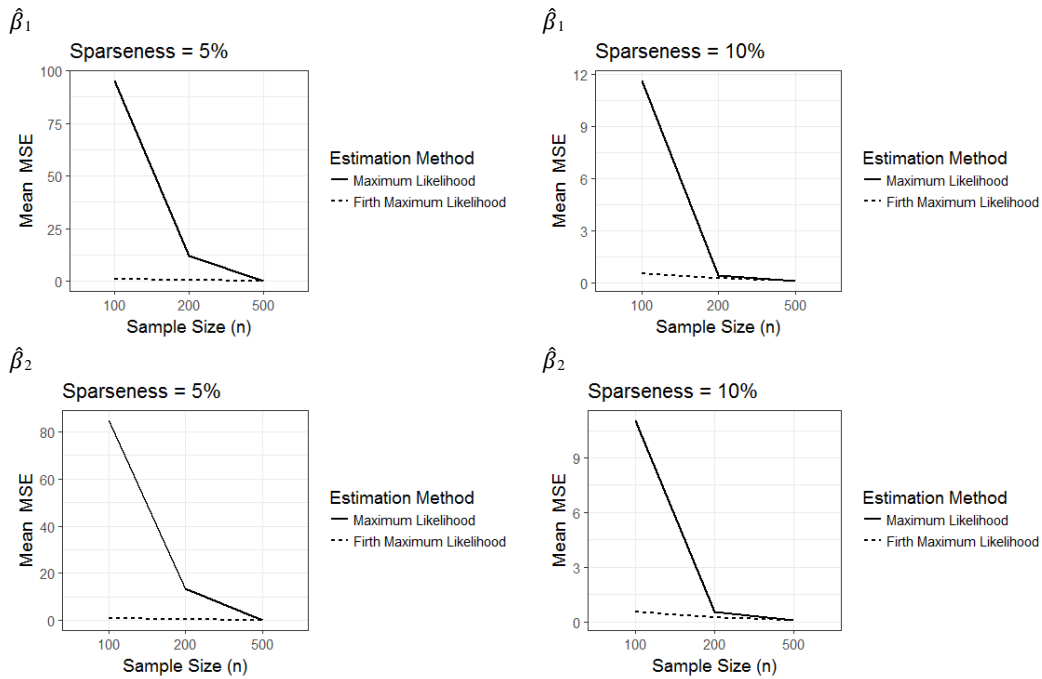 β̂₁
Sparseness = 5%
100
75
50
25
0
Mean MSE
100 200 500
Sample Size (n)
Estimation Method
Maximum Likelihood
Firth Maximum Likelihood
β̂₁
Sparseness = 10%
12
9
6
3
0
Mean MSE
100 200 500
Sample Size (n)
Estimation Method
Maximum Likelihood
Firth Maximum Likelihood
β̂₂
Sparseness = 5%
80
60
40
20
0
Mean MSE
100 200 500
Sample Size (n)
Estimation Method
Maximum Likelihood
Firth Maximum Likelihood
β̂₂
Sparseness = 10%
9
6
3
0
Mean MSE
100 200 500
Sample Size (n)
Estimation Method
Maximum Likelihood
Firth Maximum Likelihood